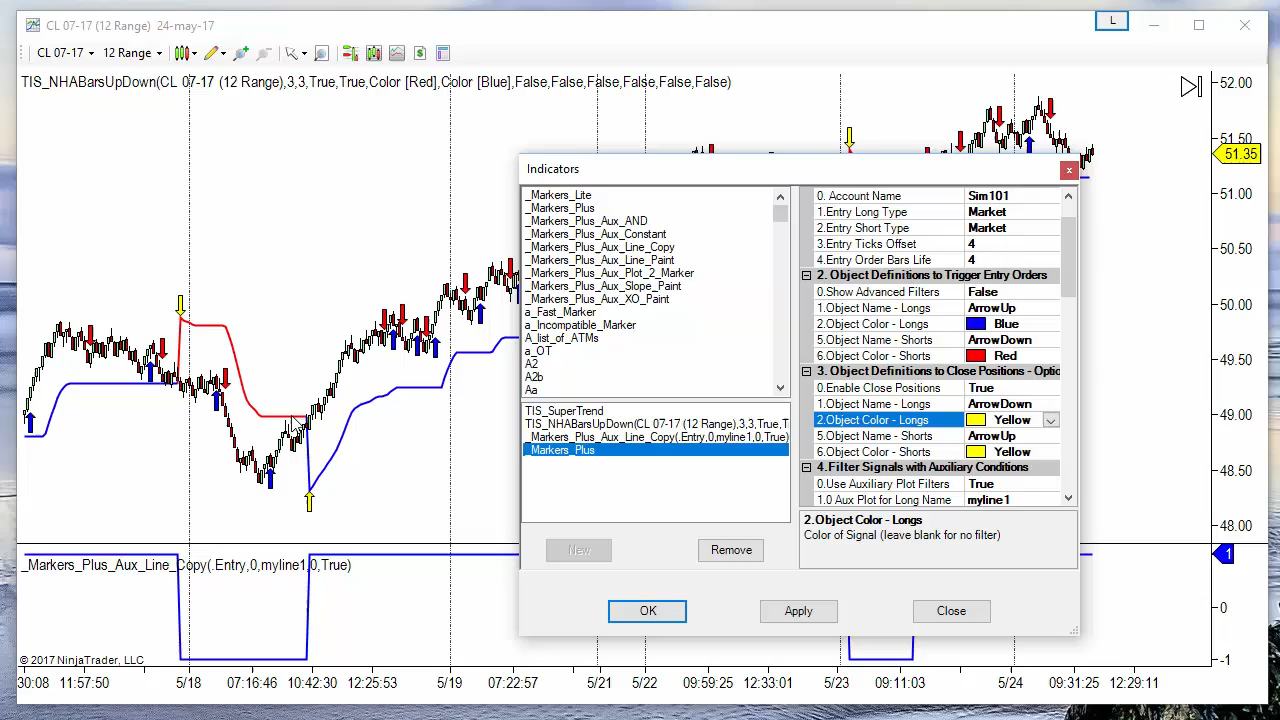 CL 07-17 (12 Range) 24-may-17
L
CL 07-17
12 Range
TIS_NHABarsUpDown(CL 07-17 (12 Range),3,3,True,True,Color [Red],Color [Blue],False,False,False,False,False,False)
52.00
51.50
51.35
51.00
50.50
50.00
49.50
49.00
48.50
48.00
1
0
-1
_Markers_Plus_Aux_Line_Copy(.Entry,0,myline1,0,True)
© 2017 NinjaTrader, LLC
30:08 11:57:50 5/18 07:16:46 10:42:30 12:25:53 5/19 07:22:57 5/21 5/22 09:59:25 12:33:01 5/23 09:11:03 5/24 09:31:25 12:29:11
Indicators
x
_Markers_Lite
_Markers_Plus
_Markers_Plus_Aux_AND
_Markers_Plus_Aux_Constant
_Markers_Plus_Aux_Line_Copy
_Markers_Plus_Aux_Line_Paint
_Markers_Plus_Aux_Plot_2_Marker
_Markers_Plus_Aux_Slope_Paint
_Markers_Plus_Aux_XO_Paint
a_Fast_Marker
a_Incompatible_Marker
A_list_of_ATMs
a_OT
A2
A2b
Aa
TIS_SuperTrend
TIS_NHABarsUpDown(CL 07-17 (12 Range),3,3,True,T
_Markers_Plus_Aux_Line_Copy(.Entry,0,myline1,0,True)
_Markers_Plus
New
Remove
0. Account Name Sim101
1.Entry Long Type Market
2.Entry Short Type Market
3.Entry Ticks Offset 4
4.Entry Order Bars Life 4
2. Object Definitions to Trigger Entry Orders
0.Show Advanced Filters False
1.Object Name - Longs ArrowUp
2.Object Color - Longs Blue
5.Object Name - Shorts ArrowDown
6.Object Color - Shorts Red
3. Object Definitions to Close Positions - Optio
0.Enable Close Positions True
1.Object Name - Longs ArrowDown
2.Object Color - Longs Yellow
5.Object Name - Shorts ArrowUp
6.Object Color - Shorts Yellow
4.Filter Signals with Auxiliary Conditions
0.Use Auxiliary Plot Filters True
1.0 Aux Plot for Long Name myline1
2.Object Color - Longs
Color of Signal (leave blank for no filter)
OK
Apply
Close